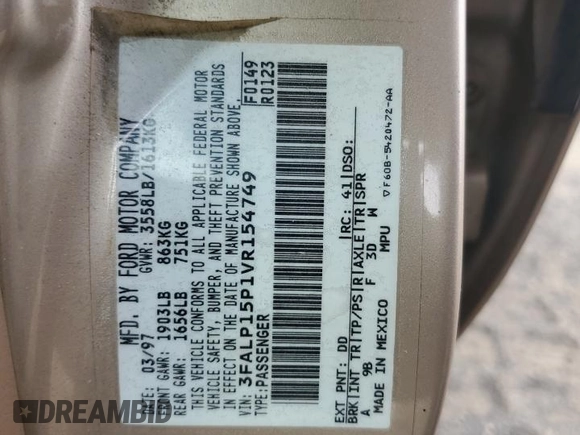 MFD. BY FORD MOTOR COMPANY
DATE: 03/97 GVWR: 3558LB/1613KG
FRONT GAWR: 1903LB 863KG
REAR GAWR: 1656LB 751KG
THIS VEHICLE CONFORMS TO ALL APPLICABLE FEDERAL MOTOR
VEHICLE SAFETY, BUMPER, AND THEFT PREVENTION STANDARDS
IN EFFECT ON THE DATE OF MANUFACTURE SHOWN ABOVE.
VIN: 3FALP15P1VR154749 F0149
TYPE: PASSENGER R0123
EXT PNT: DD RC: 41 DSO:
BRK INT TR TP/PS R AXLE TR SPR
A 9B F 3D W
MADE IN MEXICO MPU
▽F60B-5420472-AA
DREAMBID